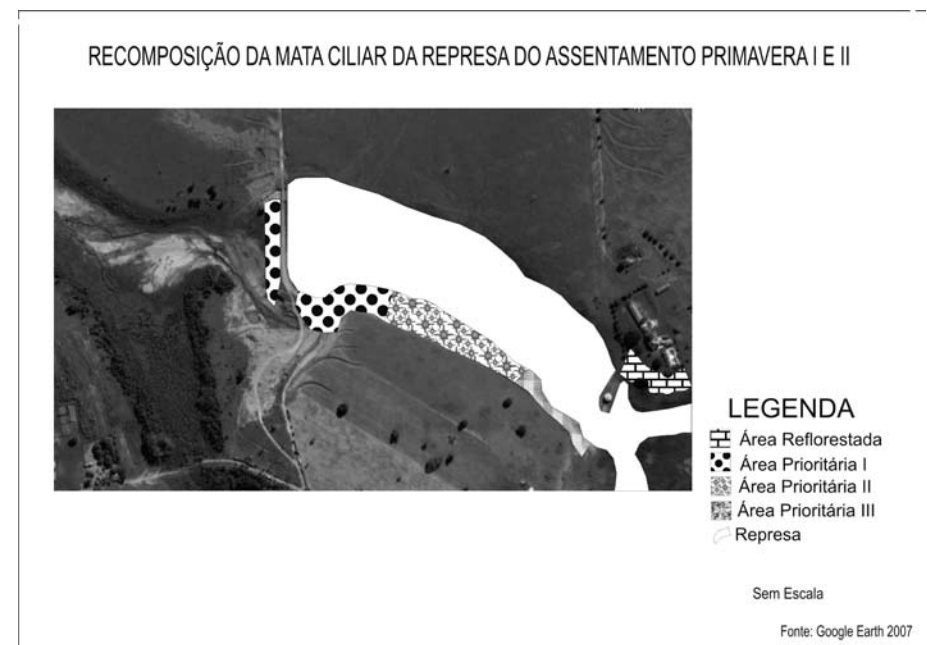 RECOMPOSIÇÃO DA MATA CILIAR DA REPRESA DO ASSENTAMENTO PRIMAVERA I E II
LEGENDA
Área Reflorestada
Área Prioritária I
Área Prioritária II
Área Prioritária III
Represa
Sem Escala
Fonte: Google Earth 2007